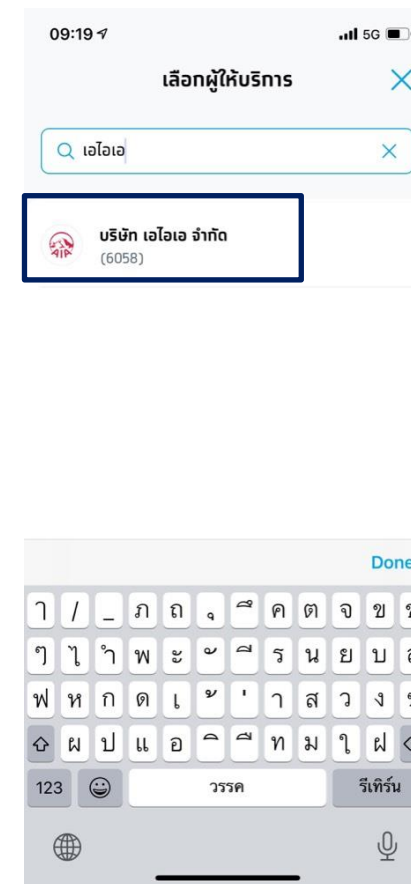 09:19
5G
เลือกผู้ให้บริการ
เอไอเอ
AIA
บริษัท เอไอเอ จำกัด
(6058)
Done
ๅ / _ ภ ถ ุ ึ ค ต จ ข
ๆ ไ ำ พ ะ ั ี ร น ย บ
ฟ ห ก ด เ ้ ่ า ส ว ง
ผ ป แ อ ิ ื ท ม ใ ฝ
123 วรรค รีเทิร์น